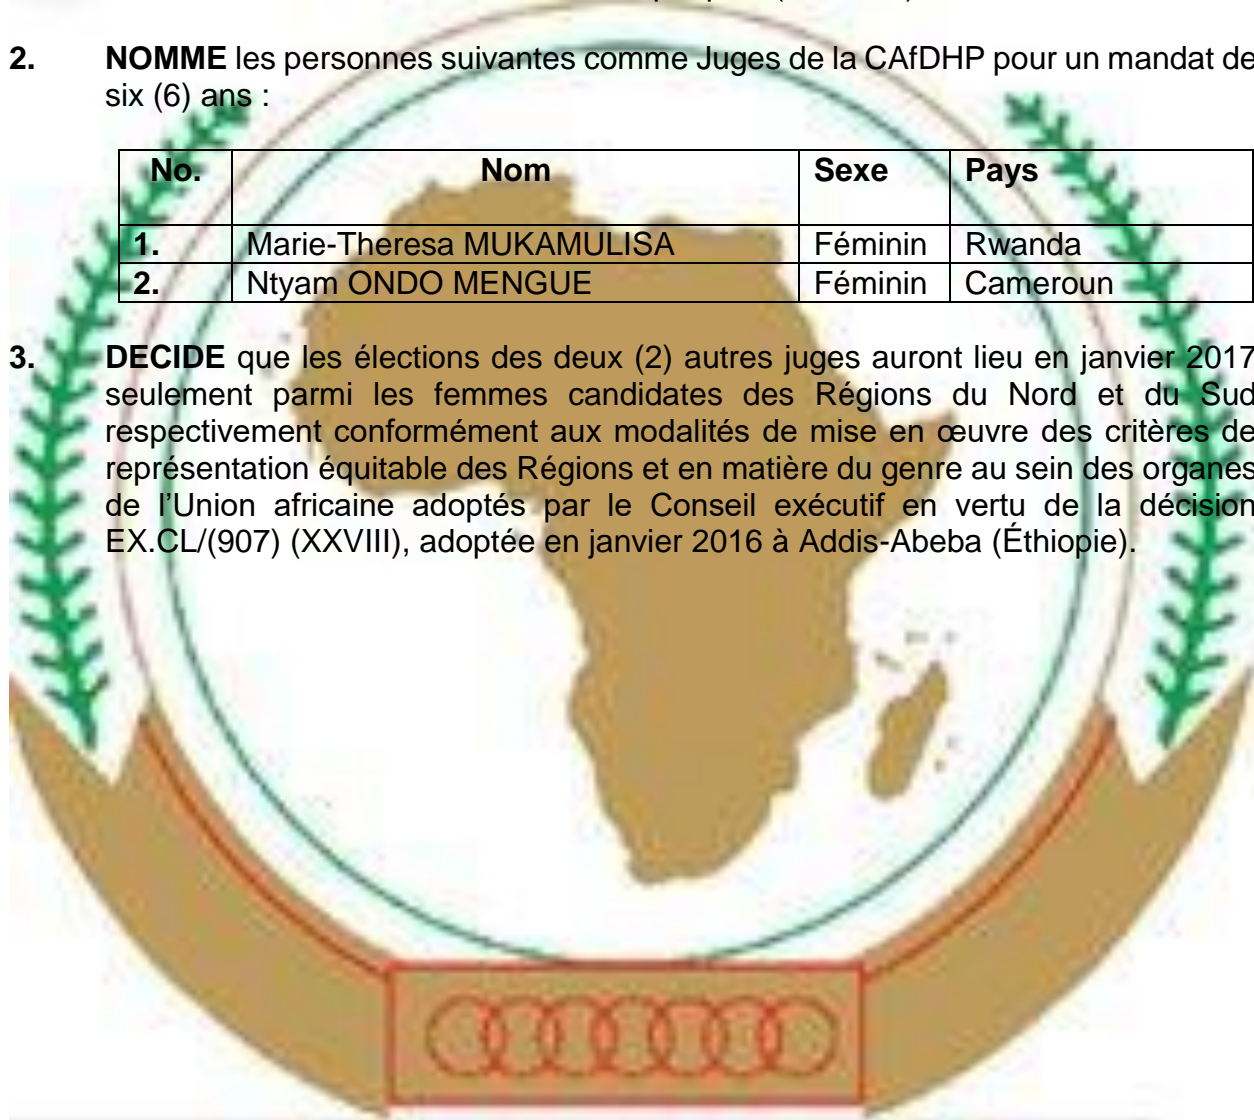 2. NOMME les personnes suivantes comme Juges de la CAfDHP pour un mandat de
six (6) ans :
No. Nom Sexe Pays
1. Marie-Theresa MUKAMULISA Féminin Rwanda
2. Ntyam ONDO MENGUE Féminin Cameroun
3. DECIDE que les élections des deux (2) autres juges auront lieu en janvier 2017
seulement parmi les femmes candidates des Régions du Nord et du Sud
respectivement conformément aux modalités de mise en œuvre des critères de
représentation équitable des Régions et en matière du genre au sein des organes
de l’Union africaine adoptés par le Conseil exécutif en vertu de la décision
EX.CL/(907) (XXVIII), adoptée en janvier 2016 à Addis-Abeba (Éthiopie).